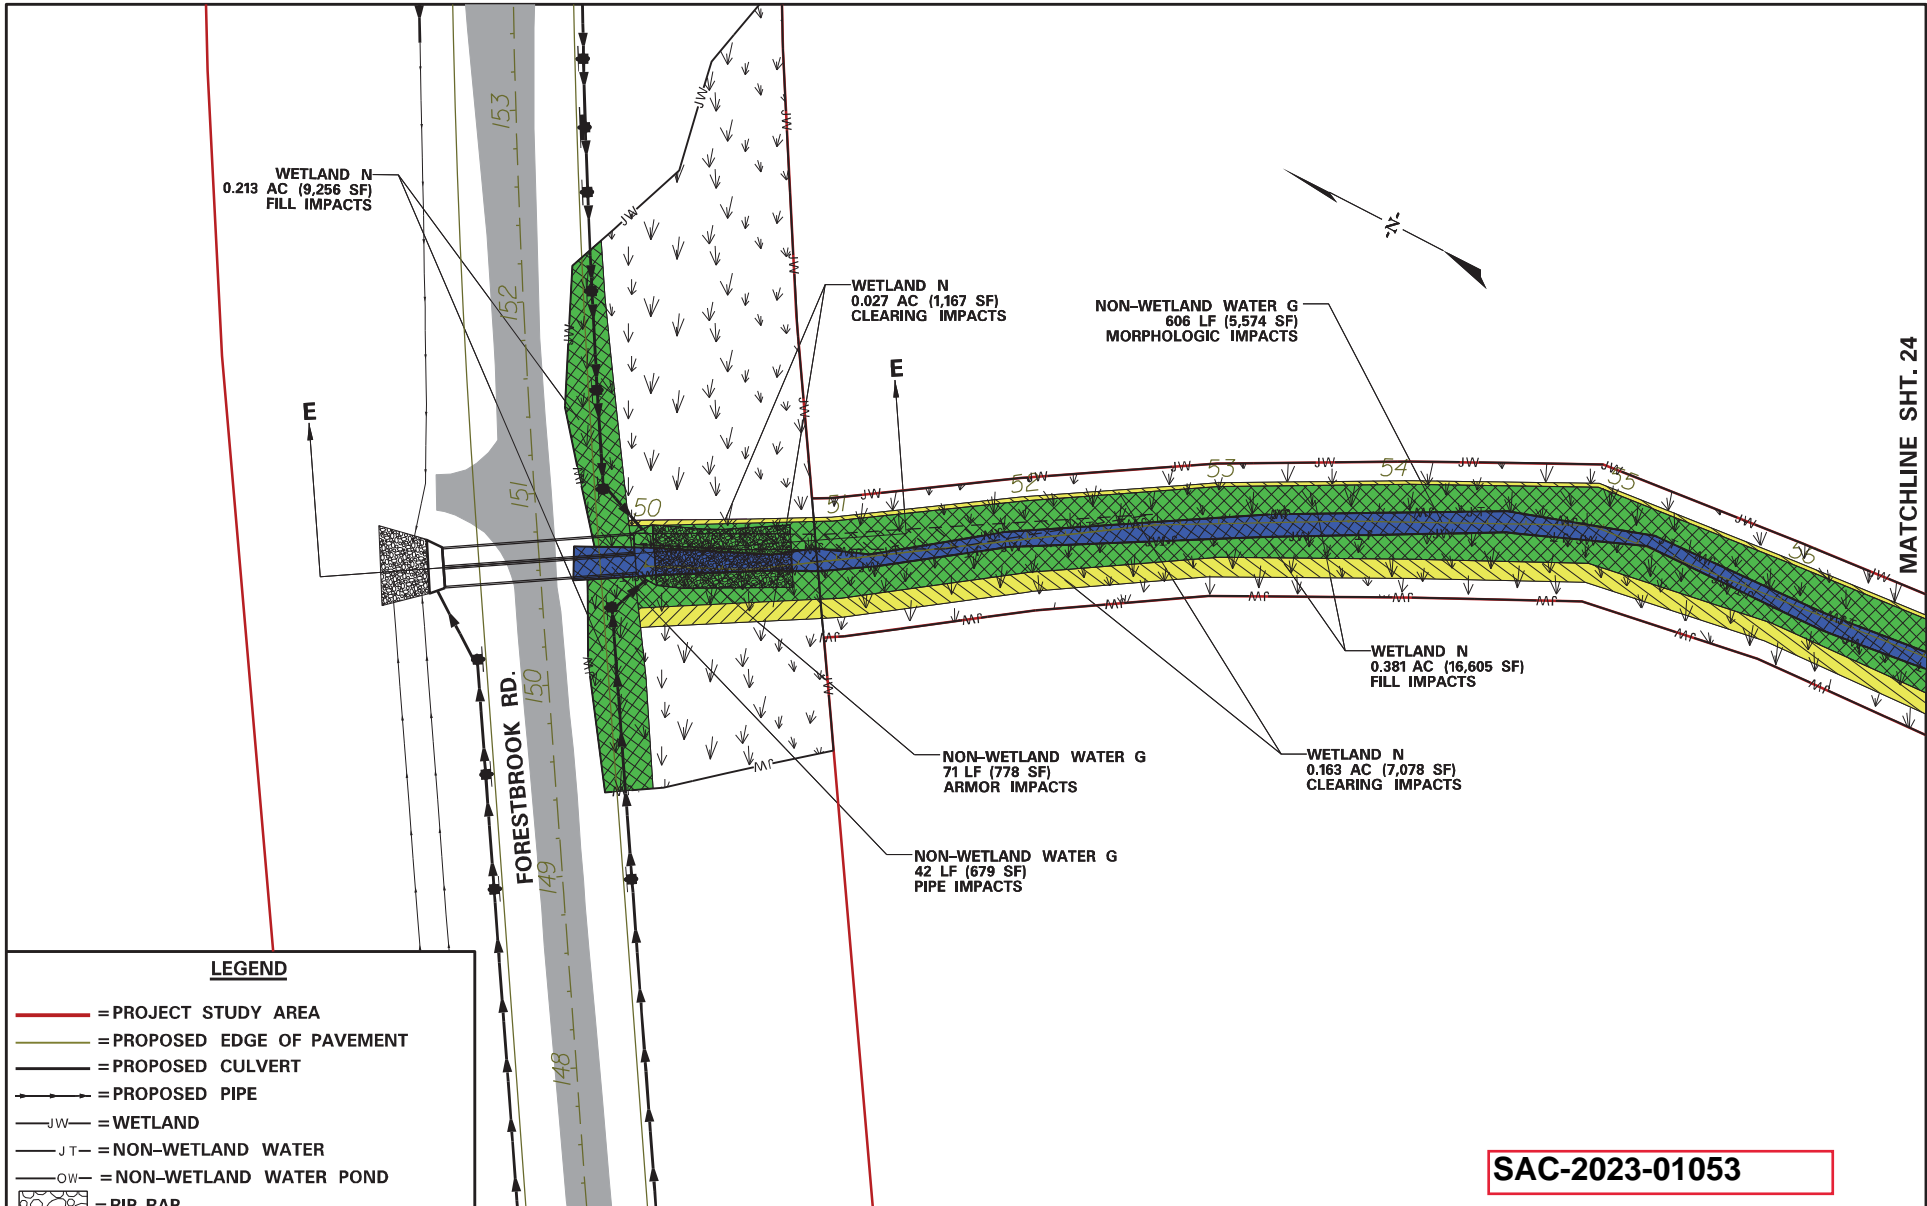 153
WETLAND N
0.213 AC (9,256 SF)
FILL IMPACTS
-N-
WETLAND N
0.027 AC (1,167 SF)
CLEARING IMPACTS
NON-WETLAND WATER G
606 LF (5,574 SF)
MORPHOLOGIC IMPACTS
152
MATCHLINE SHT. 24
E
E
151
50
51
52
53
54
55
56
JW
WETLAND N
0.381 AC (16,605 SF)
FILL IMPACTS
150
FORESTBROOK RD.
NON-WETLAND WATER G
71 LF (778 SF)
ARMOR IMPACTS
WETLAND N
0.163 AC (7,078 SF)
CLEARING IMPACTS
149
NON-WETLAND WATER G
42 LF (679 SF)
PIPE IMPACTS
148
LEGEND
= PROJECT STUDY AREA
= PROPOSED EDGE OF PAVEMENT
= PROPOSED CULVERT
= PROPOSED PIPE
JW = WETLAND
JT = NON-WETLAND WATER
OW = NON-WETLAND WATER POND
= RIP RAP
SAC-2023-01053